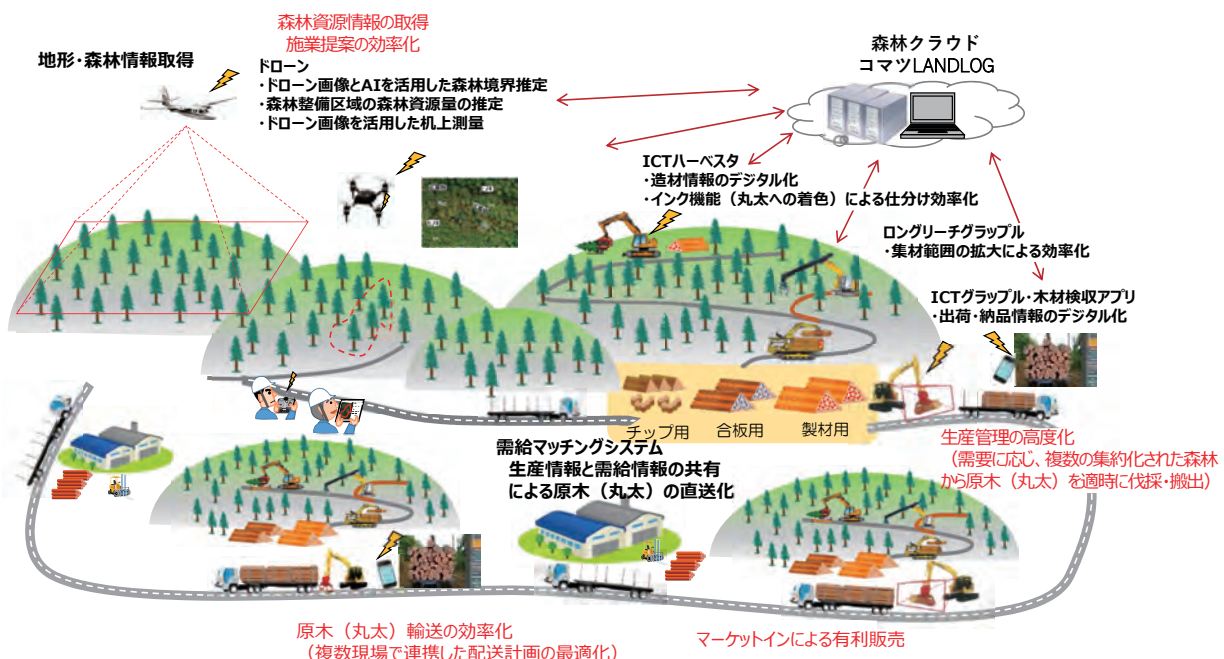 森林資源情報の取得
施業提案の効率化
地形・森林情報取得
ドローン
・ドローン画像とAIを活用した森林境界推定
・森林整備区域の森林資源量の推定
・ドローン画像を活用した机上測量
森林クラウド
コマツLANDLOG
ICTハーベスタ
・造材情報のデジタル化
・インク機能（丸太への着色）による仕分け効率化
ロングリーチグラップル
・集材範囲の拡大による効率化
ICTグラップル・木材検収アプリ
・出荷・納品情報のデジタル化
チップ用
合板用
製材用
需給マッチングシステム
生産情報と需給情報の共有
による原木（丸太）の直送化
生産管理の高度化
（需要に応じ、複数の集約化された森林
から原木（丸太）を適時に伐採・搬出）
原木（丸太）輸送の効率化
（複数現場で連携した配送計画の最適化）
マーケットインによる有利販売